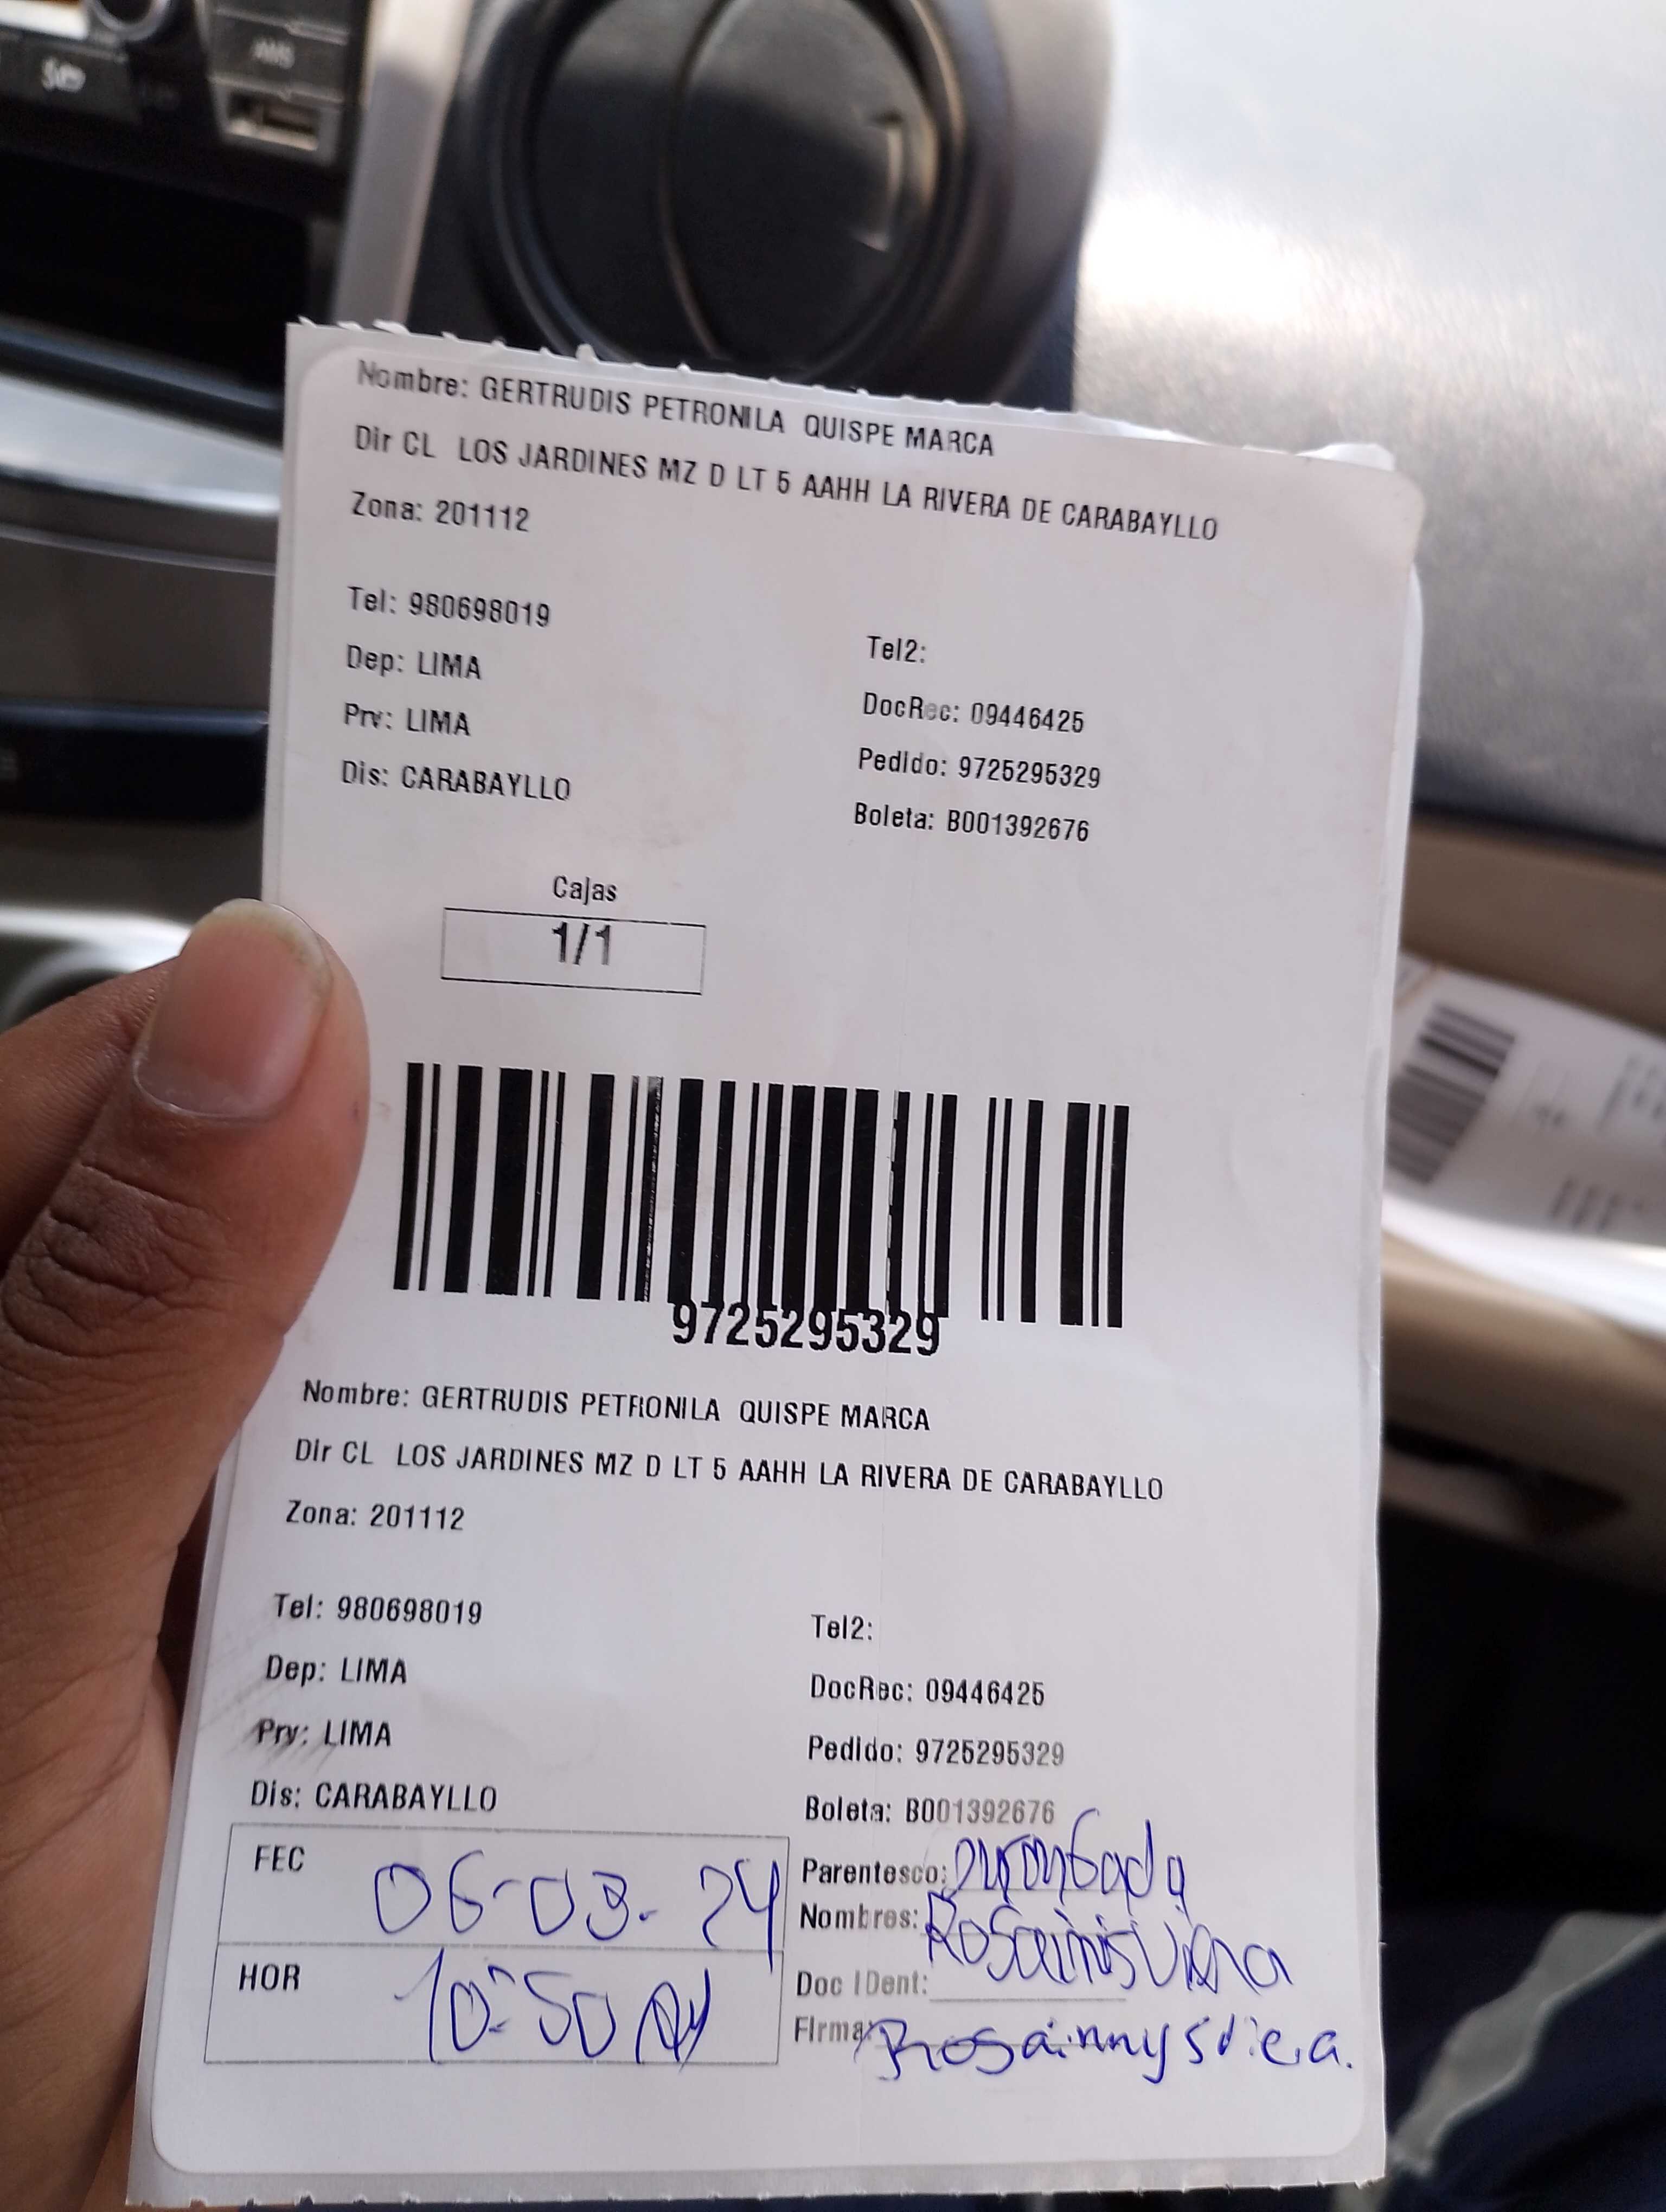 Nombre: GERTRUDIS PETRONILA QUISPE MARCA
Dir CL LOS JARDINES MZ D LT 5 AAHH LA RIVERA DE CARABAYLLO
Zona: 201112
Tel: 980698019
Tel2:
Dep: LIMA
DocRec: 09446425
Prv: LIMA
Pedido: 9725295329
Dis: CARABAYLLO
Boleta: B001392676
Cajas
1/1
9725295329
Nombre: GERTRUDIS PETRONILA QUISPE MARCA
Dir CL LOS JARDINES MZ D LT 5 AAHH LA RIVERA DE CARABAYLLO
Zona: 201112
Tel: 980698019
Tel2:
Dep: LIMA
DocRec: 09446425
Prv: LIMA
Pedido: 9725295329
Dis: CARABAYLLO
Boleta: B001392676
FEC 06-03-24
Parentesco:
Nombres:
HOR 10:50
Doc IDent:
Firma: